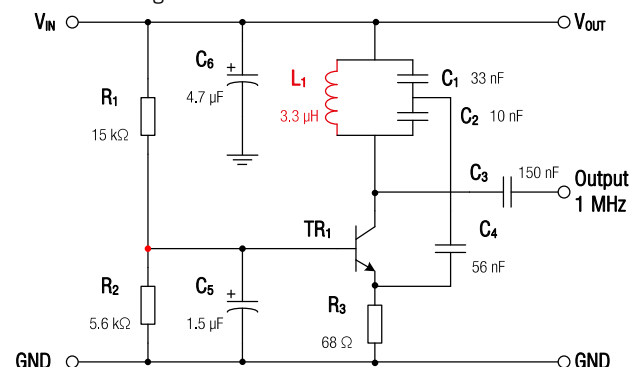 V_IN
V_OUT
C₆
4.7 µF
L₁
3.3 µH
C₁ 33 nF
C₂ 10 nF
R₁
15 kΩ
C₃
150 nF
Output
1 MHz
TR₁
C₄
56 nF
R₂
5.6 kΩ
C₅
1.5 µF
R₃
68 Ω
GND
GND